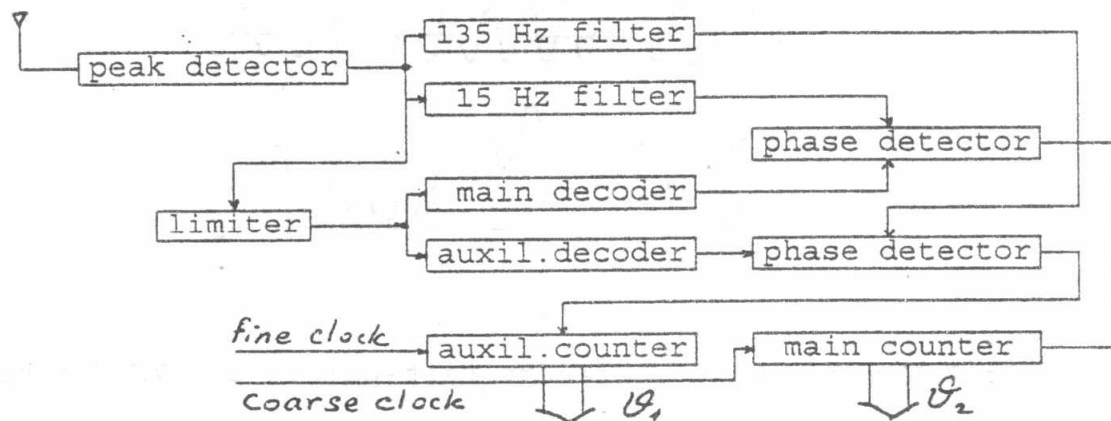 135 Hz filter
peak detector
15 Hz filter
phase detector
main decoder
limiter
auxil.decoder
phase detector
fine clock
auxil.counter
main counter
coarse clock
ϑ₁
ϑ₂